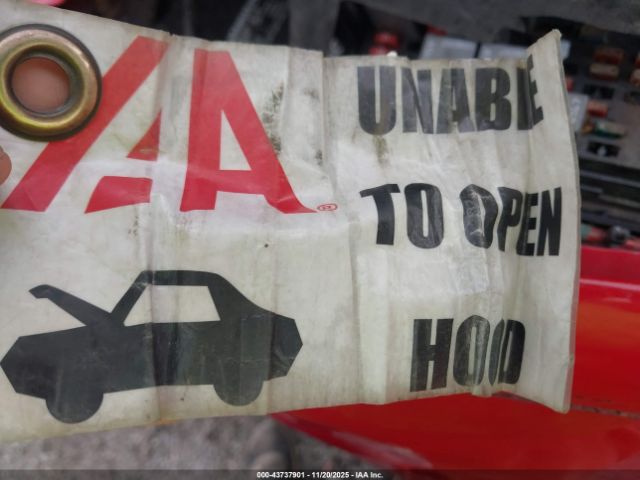 IAA®
UNABLE
TO OPEN
HOOD
000-43737901 - 11/20/2025 - IAA Inc.